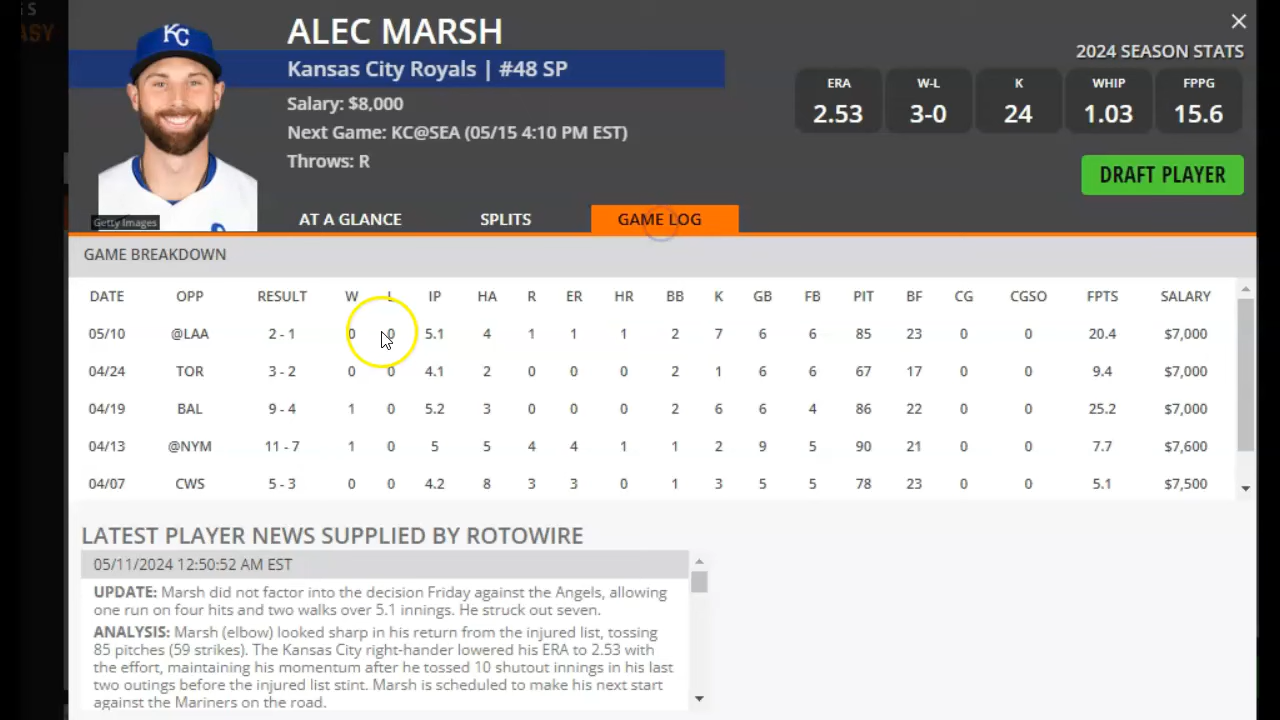 S
ASY
KC
Getty Images
ALEC MARSH
Kansas City Royals | #48 SP
Salary: $8,000
Next Game: KC@SEA (05/15 4:10 PM EST)
Throws: R
2024 SEASON STATS
ERA W-L K WHIP FPPG
2.53 3-0 24 1.03 15.6
DRAFT PLAYER
AT A GLANCE SPLITS GAME LOG
GAME BREAKDOWN
DATE OPP RESULT W L IP HA R ER HR BB K GB FB PIT BF CG CGSO FPTS SALARY
05/10 @LAA 2 - 1 0 0 5.1 4 1 1 1 2 7 6 6 85 23 0 0 20.4 $7,000
04/24 TOR 3 - 2 0 0 4.1 2 0 0 0 2 1 6 6 67 17 0 0 9.4 $7,000
04/19 BAL 9 - 4 1 0 5.2 3 0 0 0 2 6 6 4 86 22 0 0 25.2 $7,000
04/13 @NYM 11 - 7 1 0 5 5 4 4 1 1 2 9 5 90 21 0 0 7.7 $7,600
04/07 CWS 5 - 3 0 0 4.2 8 3 3 0 1 3 5 5 78 23 0 0 5.1 $7,500
LATEST PLAYER NEWS SUPPLIED BY ROTOWIRE
05/11/2024 12:50:52 AM EST
UPDATE: Marsh did not factor into the decision Friday against the Angels, allowing
one run on four hits and two walks over 5.1 innings. He struck out seven.
ANALYSIS: Marsh (elbow) looked sharp in his return from the injured list, tossing
85 pitches (59 strikes). The Kansas City right-hander lowered his ERA to 2.53 with
the effort, maintaining his momentum after he tossed 10 shutout innings in his last
two outings before the injured list stint. Marsh is scheduled to make his next start
against the Mariners on the road.